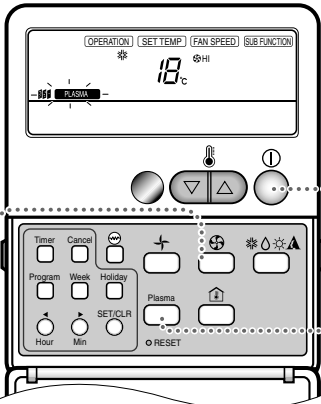 OPERATION SET TEMP FAN SPEED SUB FUNCTION
18°C HI
PLASMA
Timer Cancel
Program Week Holiday
Plasma
SET/CLR
Hour Min
RESET